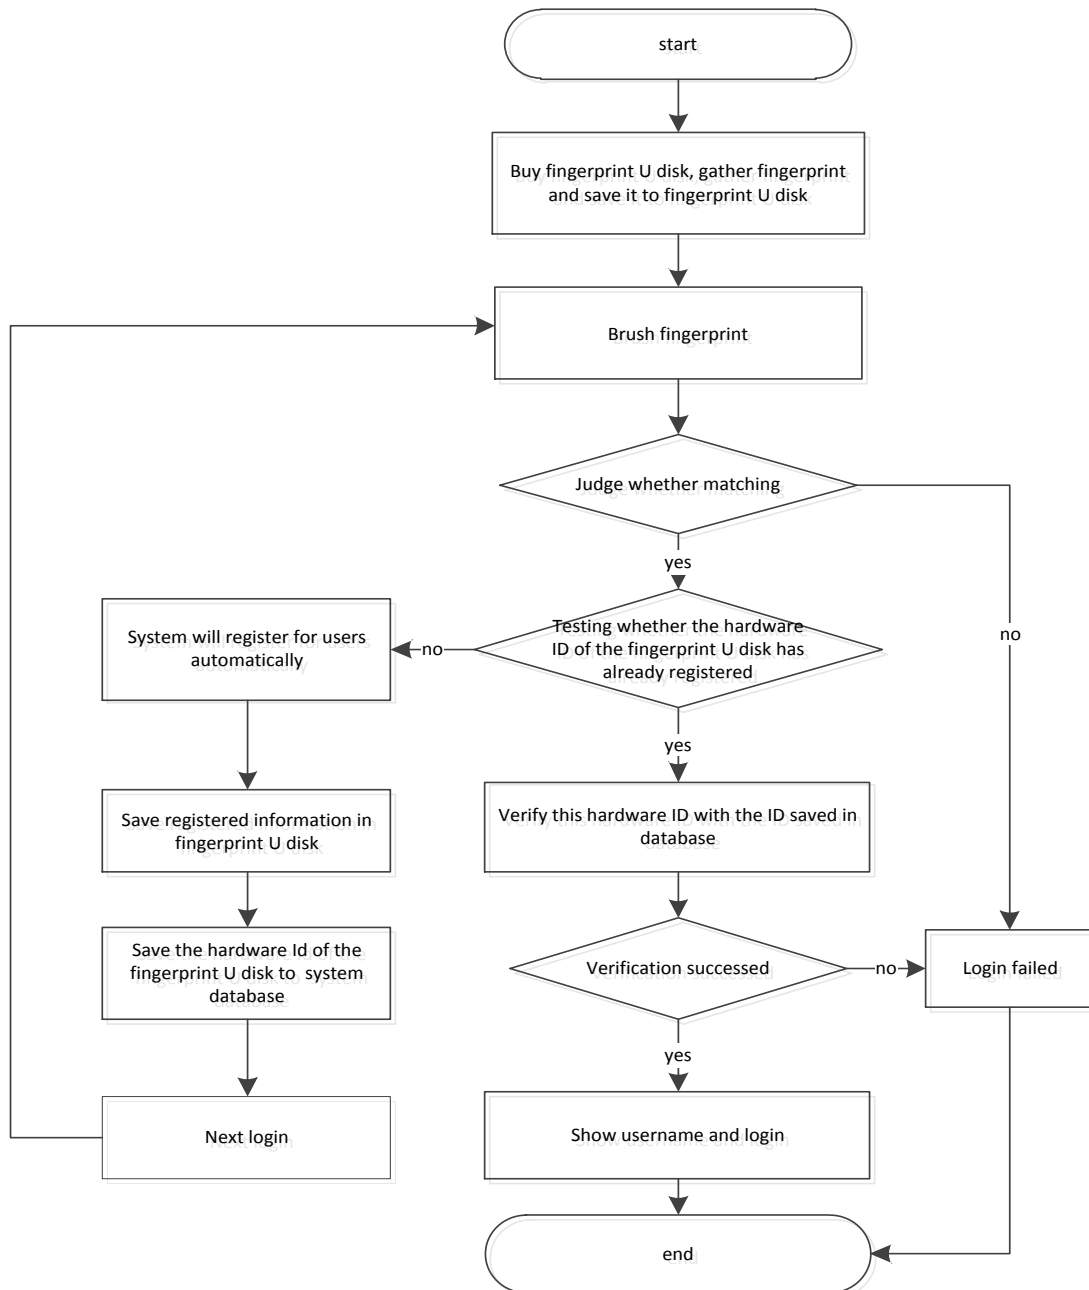 start
Buy fingerprint U disk, gather fingerprint
and save it to fingerprint U disk
Brush fingerprint
Judge whether matching
yes
no
Testing whether the hardware
ID of the fingerprint U disk has
already registered
no
System will register for users
automatically
yes
Save registered information in
fingerprint U disk
Verify this hardware ID with the ID saved in
database
Save the hardware Id of the
fingerprint U disk to system
database
Verification successed
no
Login failed
yes
Next login
Show username and login
end